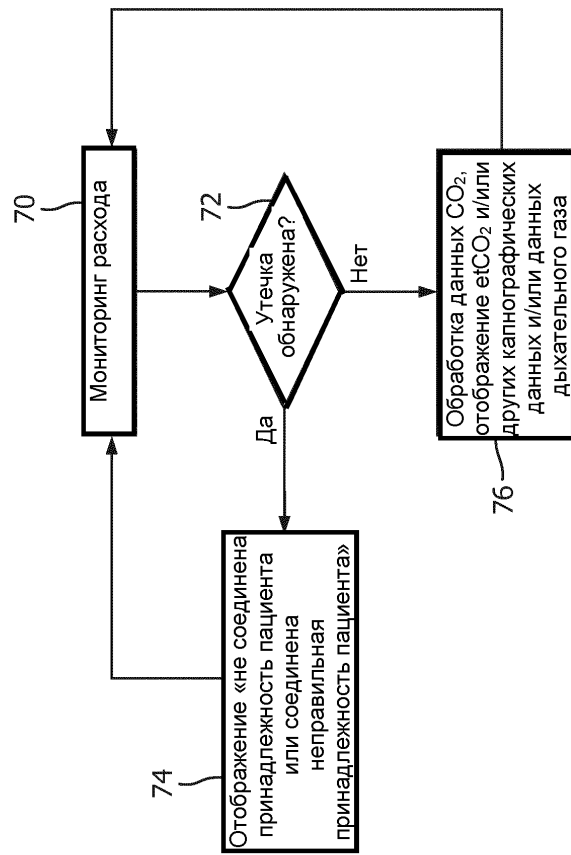 70
Мониторинг расхода
72
Утечка
обнаружена?
Да
Нет
74
Отображение «не соединена
принадлежность пациента
или соединена
неправильная
принадлежность пациента»
76
Обработка данных CO₂,
отображение etCO₂ и/или
других капнографических
данных и/или данных
дыхательного газа